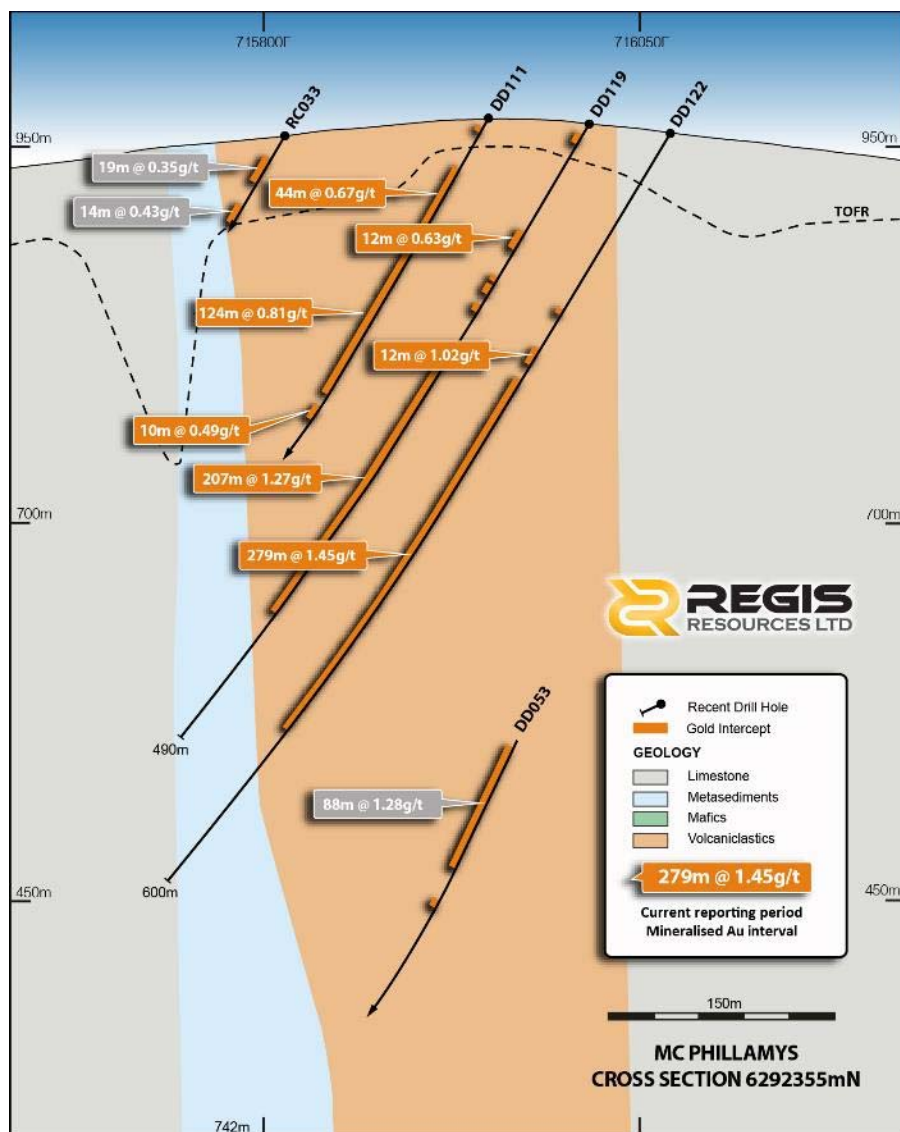 715800E
716050E
RC033
DD111
DD119
DD122
950m
950m
19m @ 0.35g/t
44m @ 0.67g/t
14m @ 0.43g/t
12m @ 0.63g/t
TOFR
124m @ 0.81g/t
12m @ 1.02g/t
10m @ 0.49g/t
207m @ 1.27g/t
700m
700m
279m @ 1.45g/t
REGIS
RESOURCES LTD
Recent Drill Hole
Gold Intercept
GEOLOGY
Limestone
Metasediments
Mafics
Volcaniclastics
279m @ 1.45g/t
Current reporting period
Mineralised Au interval
DD053
490m
88m @ 1.28g/t
600m
450m
450m
150m
MC PHILLAMYS
CROSS SECTION 6292355mN
742m